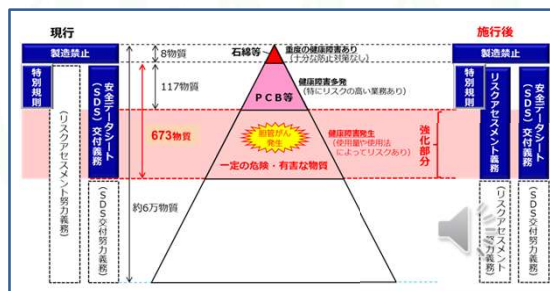 現行
施行後
製造禁止
8物質
石綿等
重度の健康障害あり
(十分な防止対策なし)
製造禁止
特別規則
(リスクアセスメント努力義務)
安全データシート
(SDS)交付義務
(SDS交付努力義務)
117物質
673物質
約6万物質
PCB等
健康障害多発
(特にリスクの高い業務あり)
胆管がん
発生
健康障害発生
(使用量や使用法
によってリスクあり)
一定の危険・有害な物質
強化部分
特別規則
リスクアセスメント義務
(リスクアセスメント努力義務)
安全データシート
(SDS)交付義務
(SDS交付努力義務)